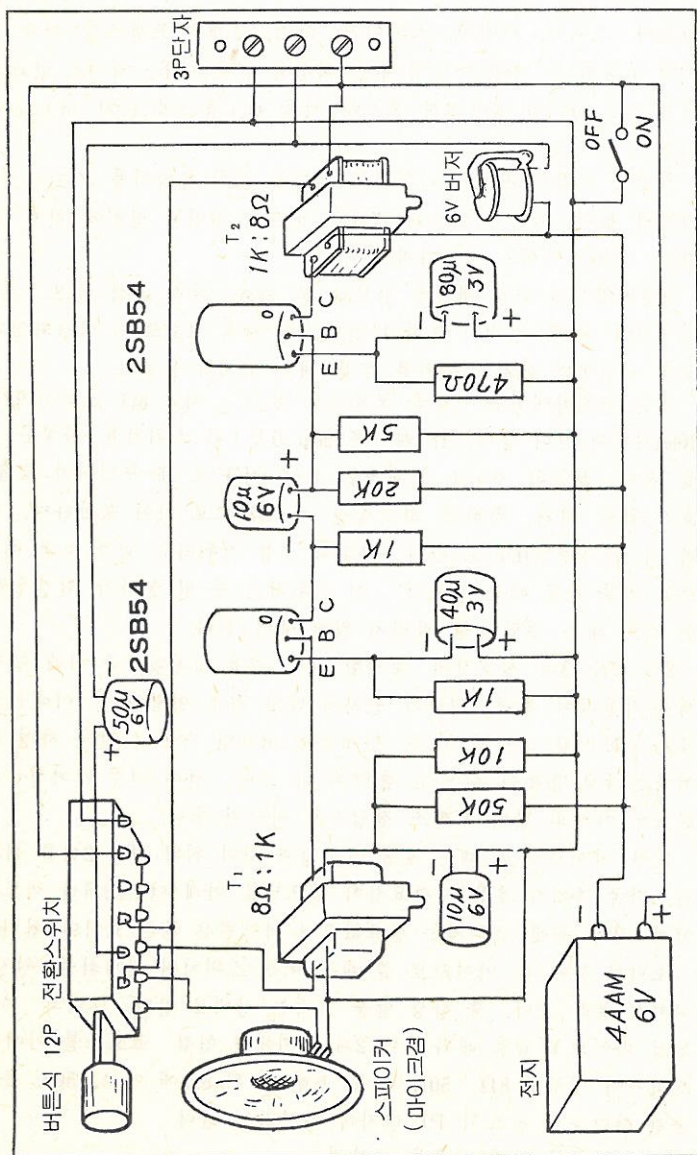 버튼식 12P 전환스위치
50μ
6V
+
-
3P단자
T₁
8Ω:1K
2SB54
E
B
C
10μ
6V
-
+
2SB54
E
B
C
T₂
1K:8Ω
스피이커
(마이크겸)
10μ
6V
-
+
50K
10K
1K
40μ
3V
-
+
1K
20K
5K
470Ω
80μ
3V
-
+
6V 버저
OFF
ON
전지
4AAM
6V
-
+